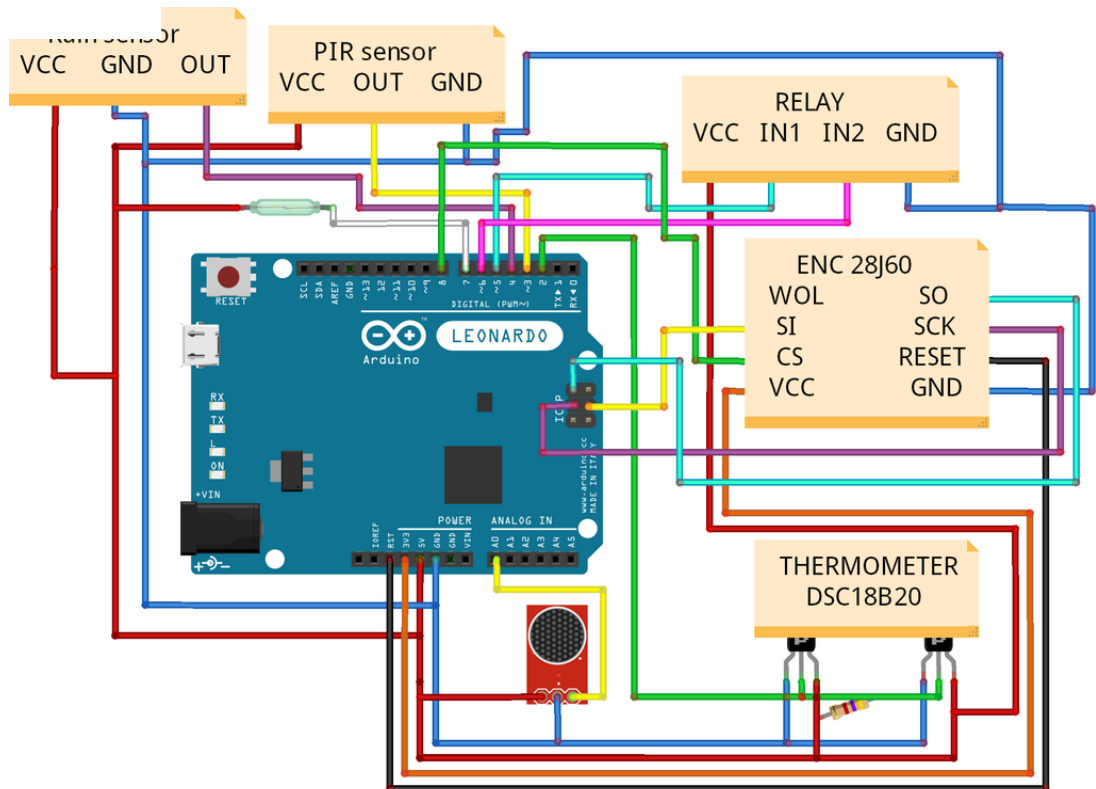 Rain sensor
VCC GND OUT
PIR sensor
VCC OUT GND
RELAY
VCC IN1 IN2 GND
ENC 28J60
WOL SO
SI SCK
CS RESET
VCC GND
RESET
SCL SDA AREF GND ~13 12 ~11 ~10 ~9 8 7 ~6 ~5 4 ~3 2 TX▶1 RX◀0
DIGITAL (PWM~)
LEONARDO
Arduino
TM
RX
TX
L
ON
+VIN
POWER
ANALOG IN
IOREF RST 3V3 5V GND GND VIN A0 A1 A2 A3 A4 A5
www.arduino.cc
MADE IN ITALY
THERMOMETER
DSC18B20